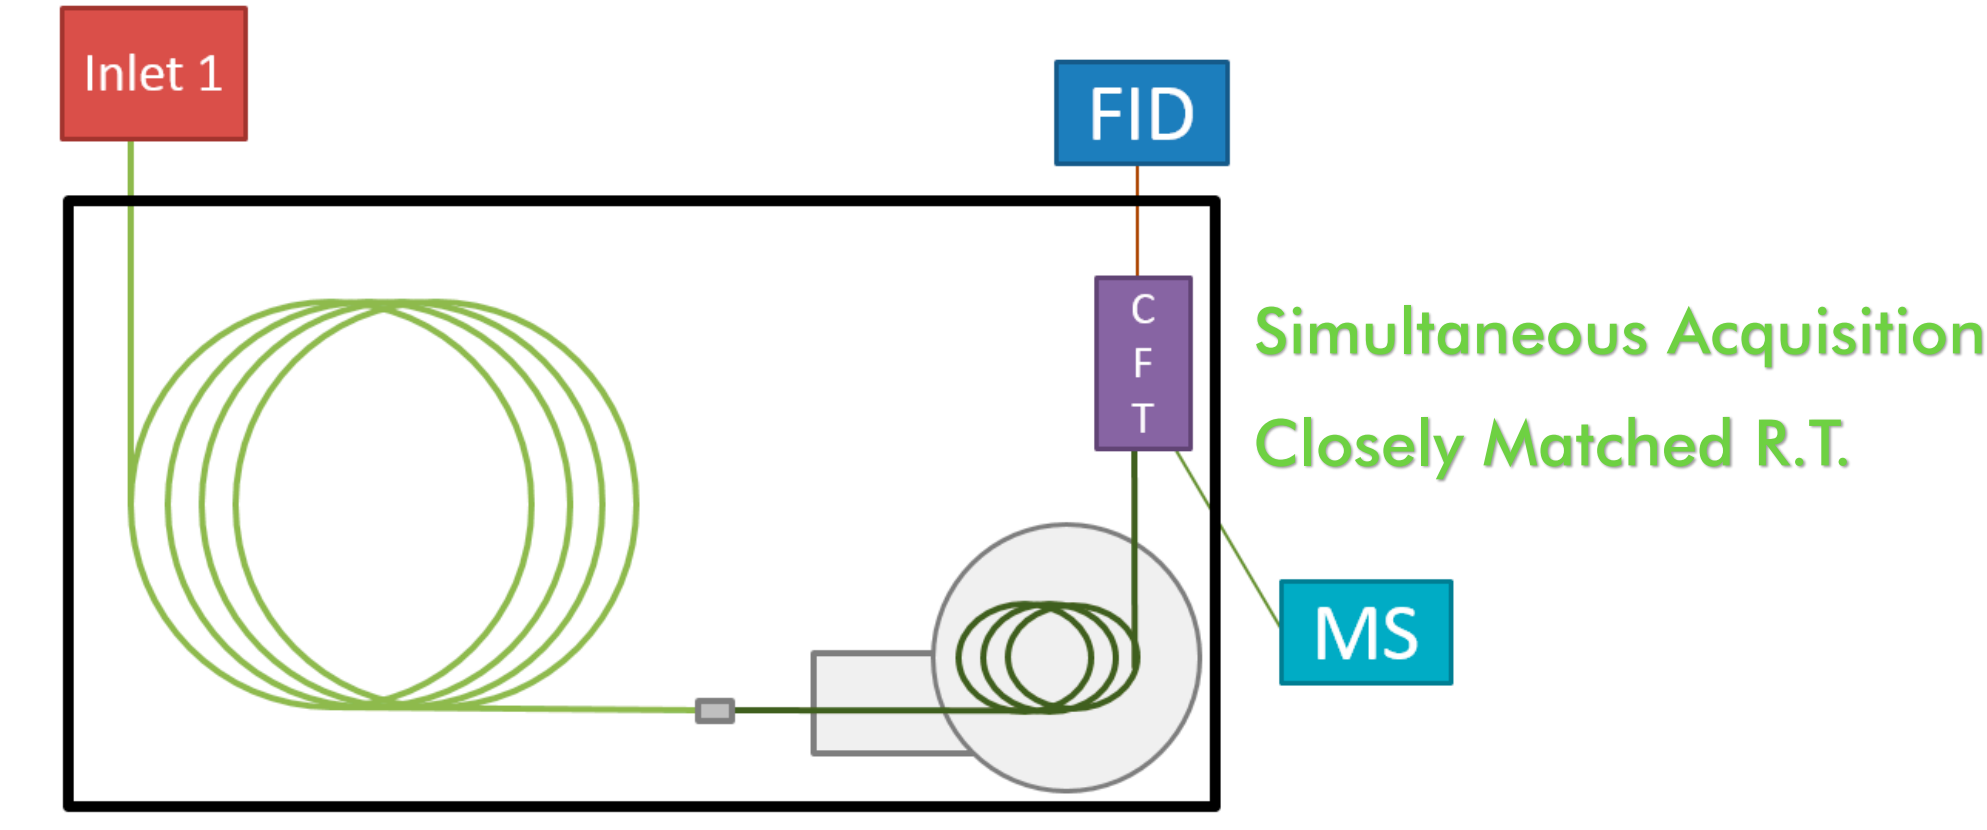 Inlet 1
FID
C
F
T
Simultaneous Acquisition
Closely Matched R.T.
MS